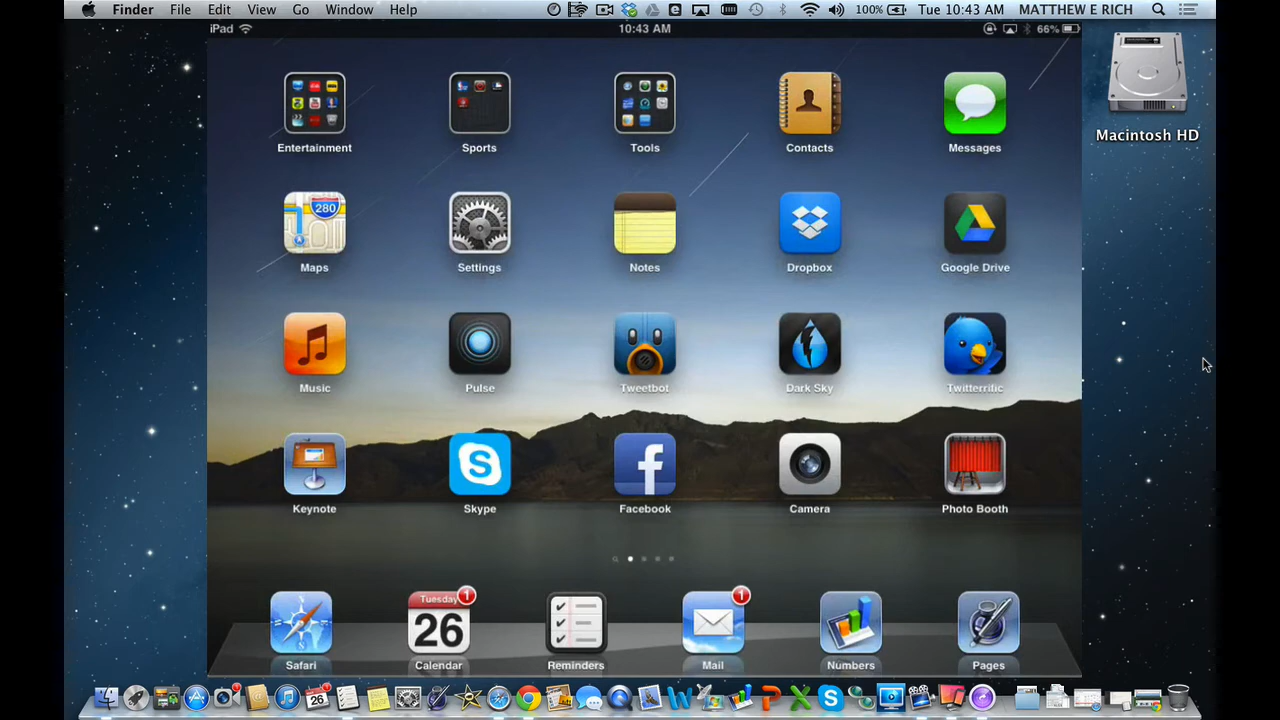 Finder File Edit View Go Window Help 100% Tue 10:43 AM MATTHEW E RICH
iPad 10:43 AM 66%
Macintosh HD
Entertainment Sports Tools Contacts Messages
280
Maps Settings Notes Dropbox Google Drive
Music Pulse Tweetbot Dark Sky Twitterrific
Keynote Skype Facebook Camera Photo Booth
Tuesday 1 1
26
Safari Calendar Reminders Mail Numbers Pages
26